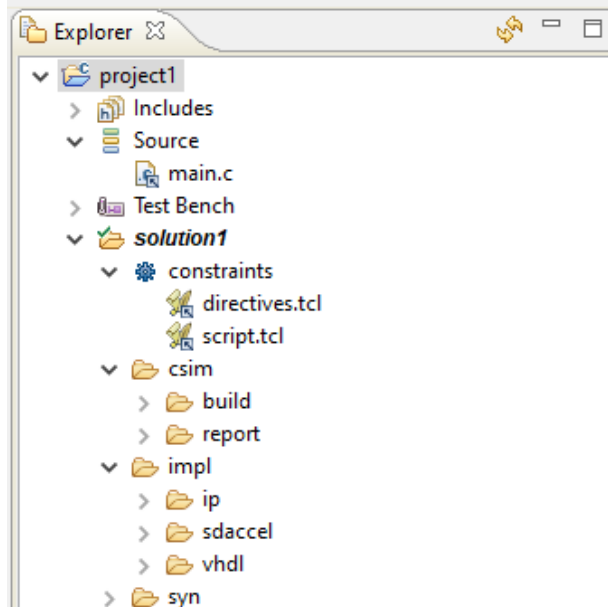 Explorer
project1
Includes
Source
main.c
Test Bench
solution1
constraints
directives.tcl
script.tcl
csim
build
report
impl
ip
sdaccel
vhdl
syn